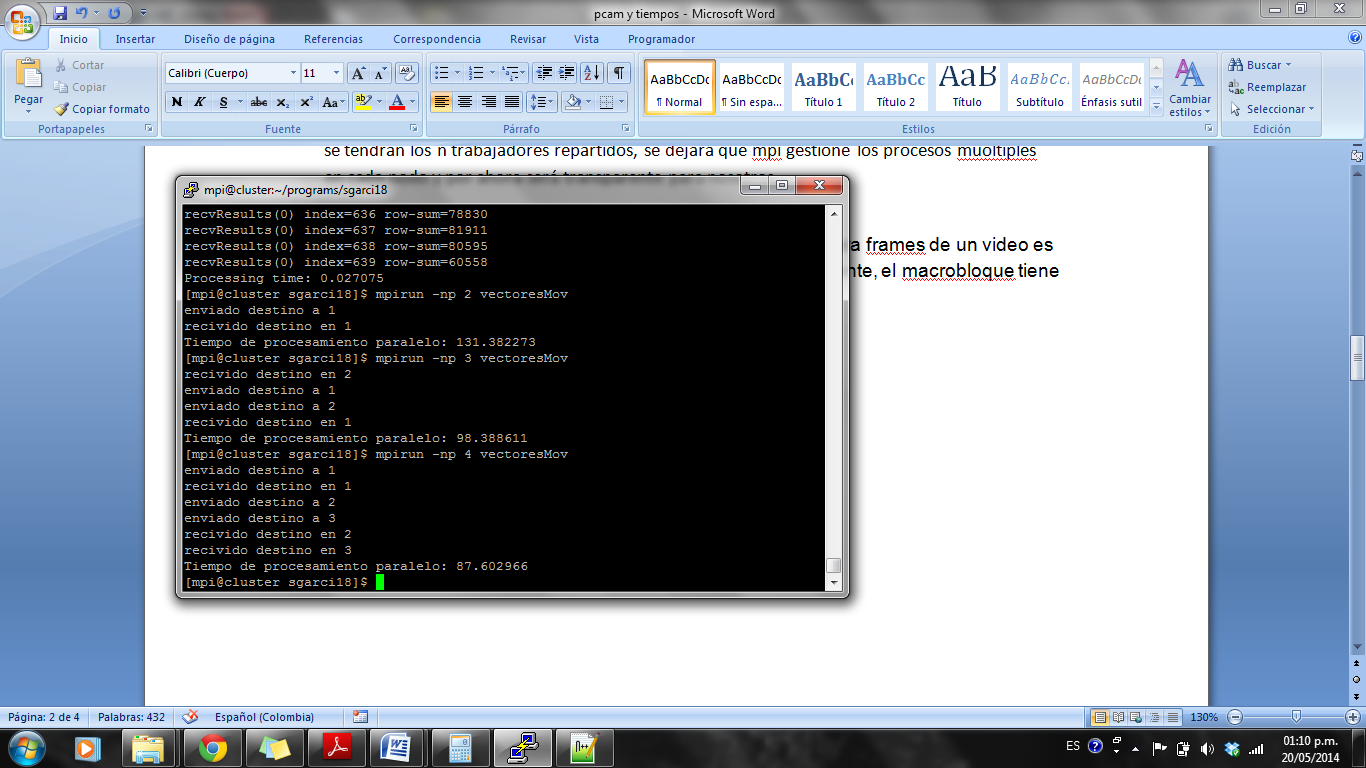 pcam y tiempos - Microsoft Word
Inicio Insertar Diseño de página Referencias Correspondencia Revisar Vista Programador
Pegar
Cortar
Copiar
Copiar formato
Portapapeles
Calibri (Cuerpo) 11
N K S abc x₂ x² Aa
Fuente
Párrafo
AaBbCcDc AaBbCcDc AaBbCc AaBbCc AaB AaBbCc. AaBbCcDc
¶ Normal ¶ Sin espa... Título 1 Título 2 Título Subtítulo Énfasis sutil
Cambiar estilos
Estilos
Buscar
Reemplazar
Seleccionar
Edición
se tendrán los n trabajadores repartidos, se dejara que mpi gestione los procesos muoltiples
mpi@cluster:~/programs/sgarci18
recvResults(0) index=636 row-sum=78830
recvResults(0) index=637 row-sum=81911
recvResults(0) index=638 row-sum=80595
recvResults(0) index=639 row-sum=60558
Processing time: 0.027075
[mpi@cluster sgarci18]$ mpirun -np 2 vectoresMov
enviado destino a 1
recivido destino en 1
Tiempo de procesamiento paralelo: 131.382273
[mpi@cluster sgarci18]$ mpirun -np 3 vectoresMov
recivido destino en 2
enviado destino a 1
enviado destino a 2
recivido destino en 1
Tiempo de procesamiento paralelo: 98.388611
[mpi@cluster sgarci18]$ mpirun -np 4 vectoresMov
enviado destino a 1
recivido destino en 1
enviado destino a 2
enviado destino a 3
recivido destino en 2
recivido destino en 3
Tiempo de procesamiento paralelo: 87.602966
[mpi@cluster sgarci18]$
a frames de un video es
nte, el macrobloque tiene
Página: 2 de 4 Palabras: 432 Español (Colombia) 130%
ES 01:10 p.m.
20/05/2014